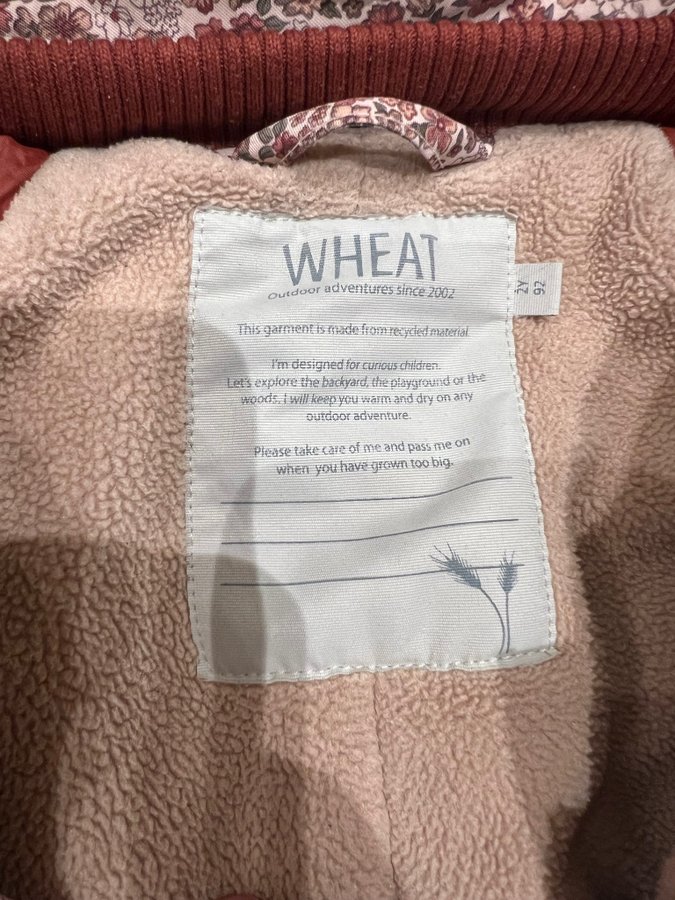 WHEAT
Outdoor adventures since 2002
This garment is made from recycled material
I'm designed for curious children.
Let's explore the backyard, the playground or the
woods. I will keep you warm and dry on any
outdoor adventure.
Please take care of me and pass me on
when you have grown too big.
2Y
92